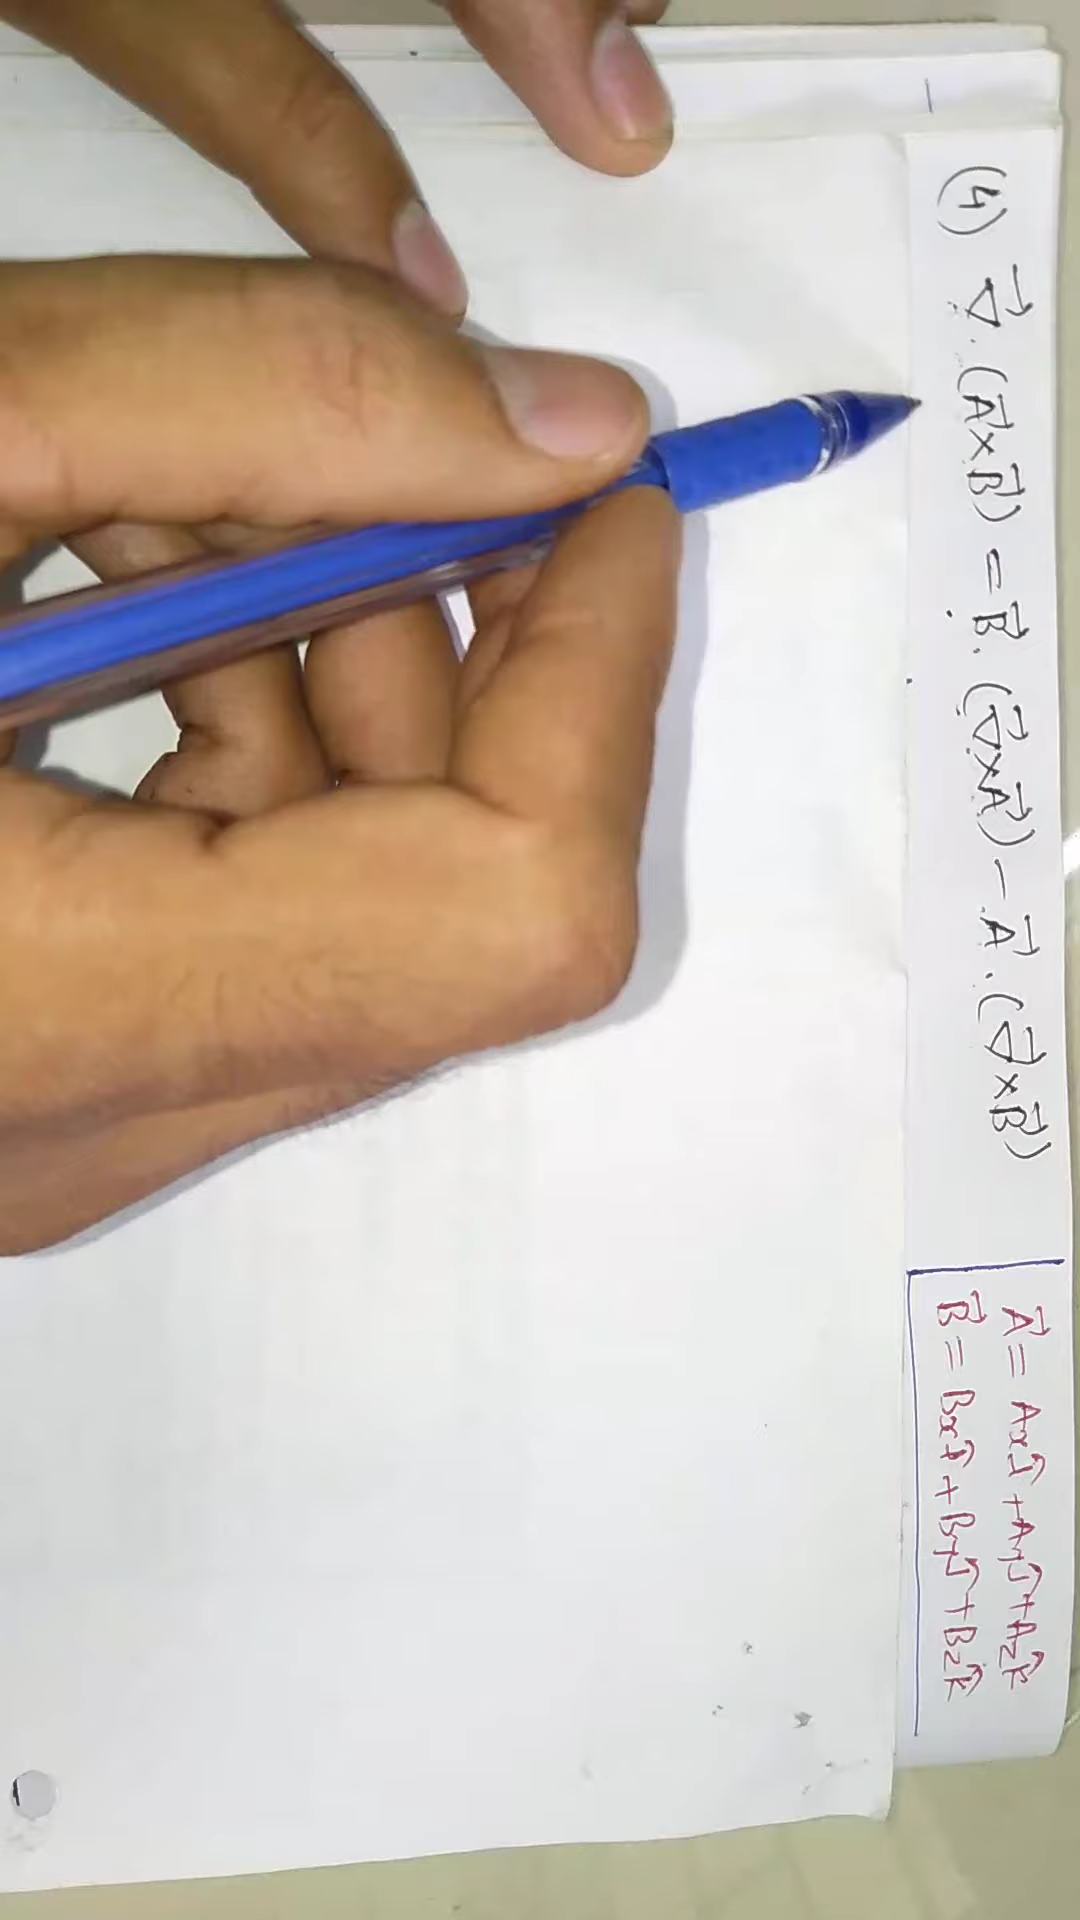 (4) ∇⃗ . (A⃗ × B⃗) = B⃗ . (∇⃗ × A⃗) − A⃗ . (∇⃗ × B⃗)
A⃗ = Axî + Ayĵ + Azk̂
B⃗ = Bxî + Byĵ + Bzk̂